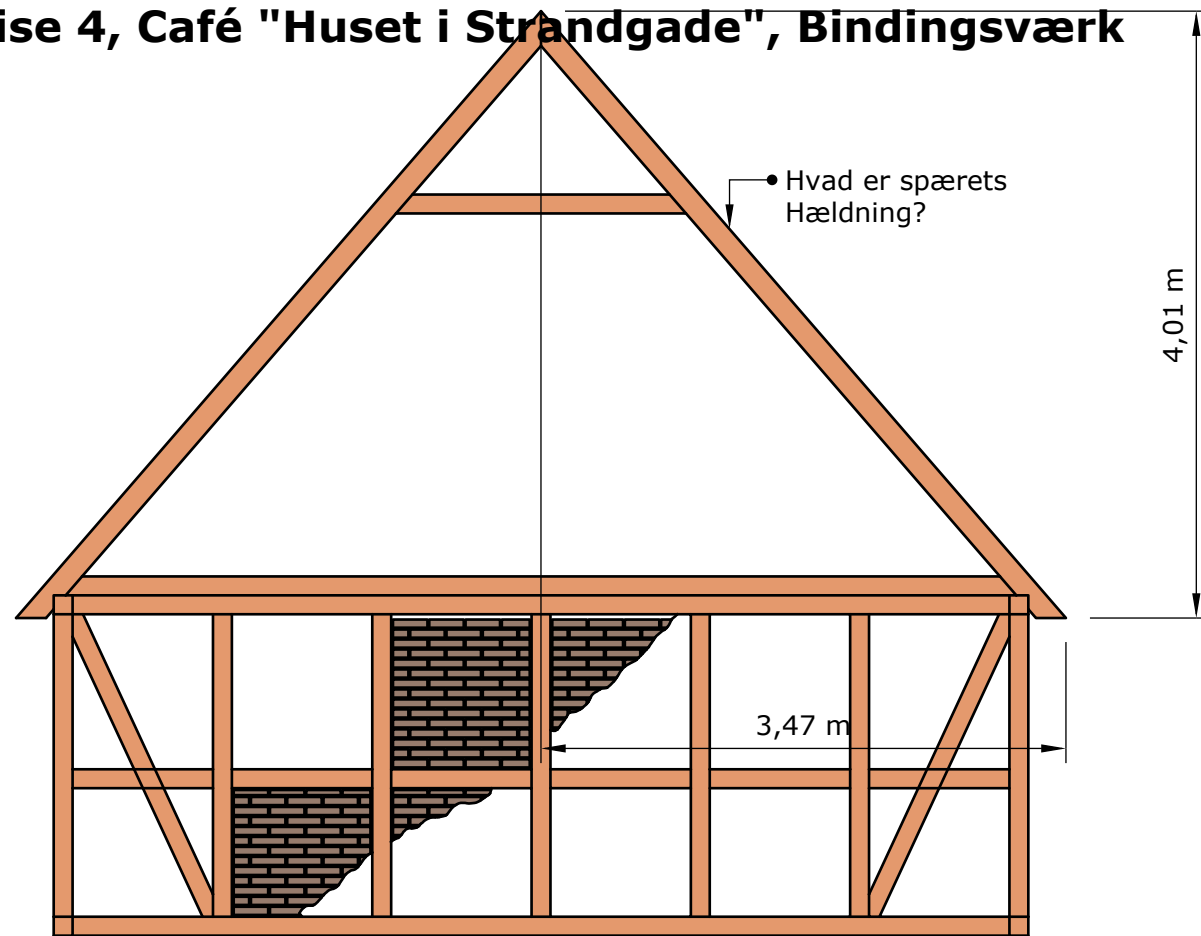 ise 4, Café "Huset i Strandgade", Bindingsværk
Hvad er spærets
Hældning?
4,01 m
3,47 m